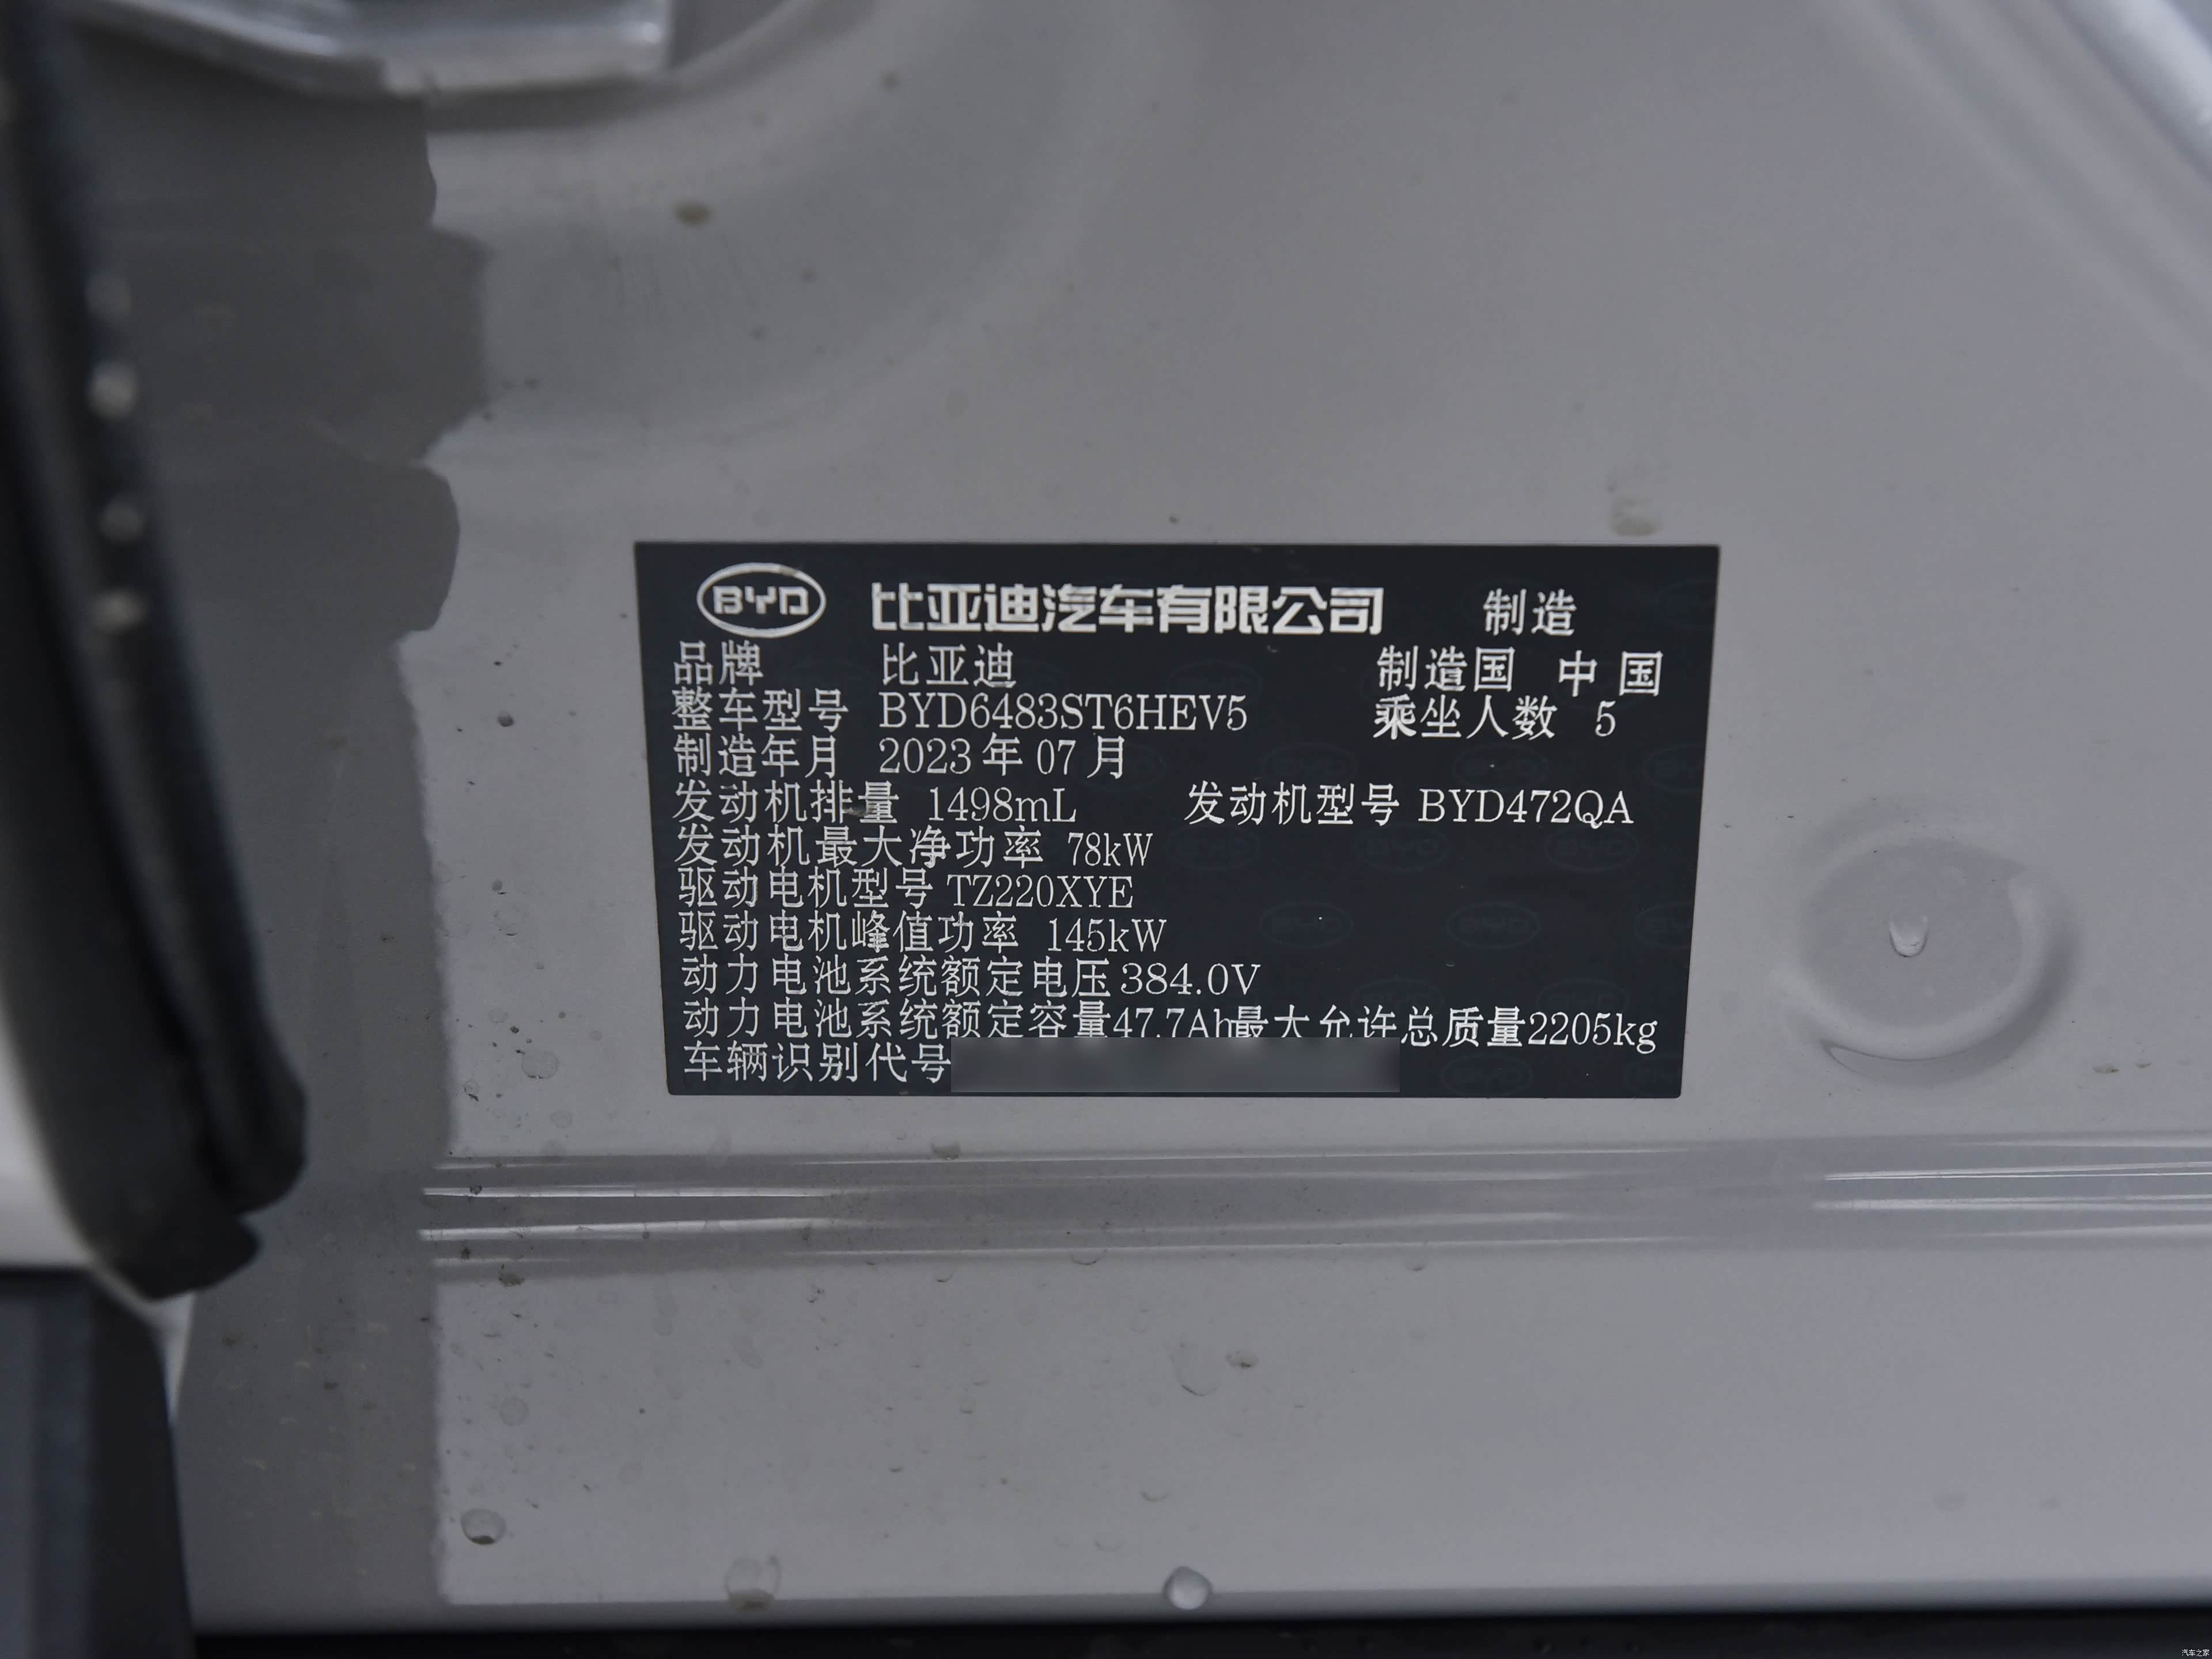 BYD 比亚迪汽车有限公司 制造
品牌 比亚迪 制造国 中国
整车型号 BYD6483ST6HEV5 乘坐人数 5
制造年月 2023年07月
发动机排量 1498mL 发动机型号 BYD472QA
发动机最大净功率 78kW
驱动电机型号 TZ220XYE
驱动电机峰值功率 145kW
动力电池系统额定电压 384.0V
动力电池系统额定容量 47.7Ah 最大允许总质量 2205kg
车辆识别代号
汽车之家